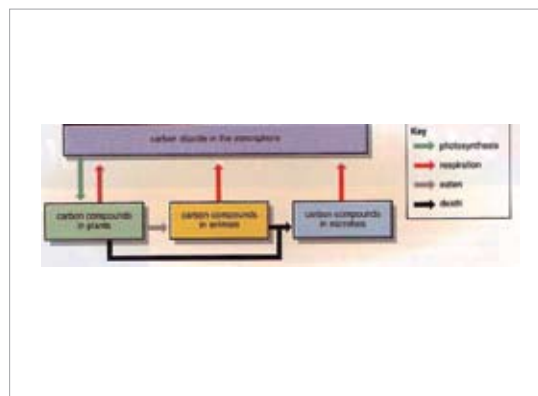 carbon dioxide in the atmosphere
Key
photosynthesis
respiration
eaten
death
carbon compounds
in plants
carbon compounds
in animals
carbon compounds
in microbes